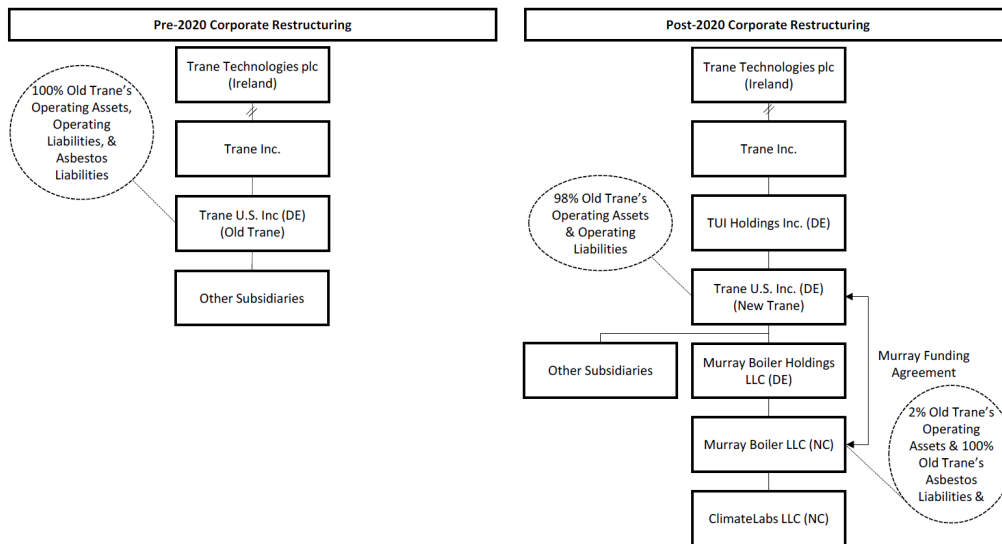 Pre-2020 Corporate Restructuring
Trane Technologies plc
(Ireland)
100% Old Trane's
Operating Assets,
Operating
Liabilities, &
Asbestos
Liabilities
Trane Inc.
Trane U.S. Inc (DE)
(Old Trane)
Other Subsidiaries
Post-2020 Corporate Restructuring
Trane Technologies plc
(Ireland)
Trane Inc.
98% Old Trane's
Operating Assets
& Operating
Liabilities
TUI Holdings Inc. (DE)
Trane U.S. Inc. (DE)
(New Trane)
Other Subsidiaries
Murray Boiler Holdings
LLC (DE)
Murray Funding
Agreement
2% Old Trane's
Operating
Assets & 100%
Old Trane's
Asbestos
Liabilities &
Murray Boiler LLC (NC)
ClimateLabs LLC (NC)